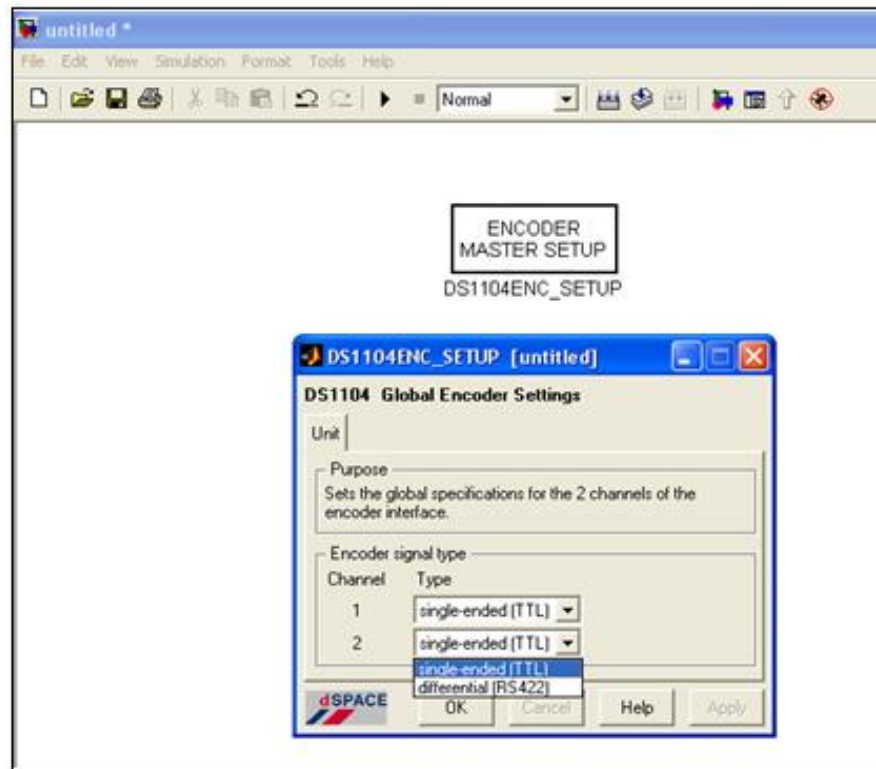 untitled *
File Edit View Simulation Format Tools Help
Normal
ENCODER
MASTER SETUP
DS1104ENC_SETUP
DS1104ENC_SETUP [untitled]
DS1104 Global Encoder Settings
Unit
Purpose
Sets the global specifications for the 2 channels of the
encoder interface.
Encoder signal type
Channel Type
1 single-ended (TTL)
2 single-ended (TTL)
single-ended (TTL)
differential (RS422)
dSPACE OK Cancel Help Apply